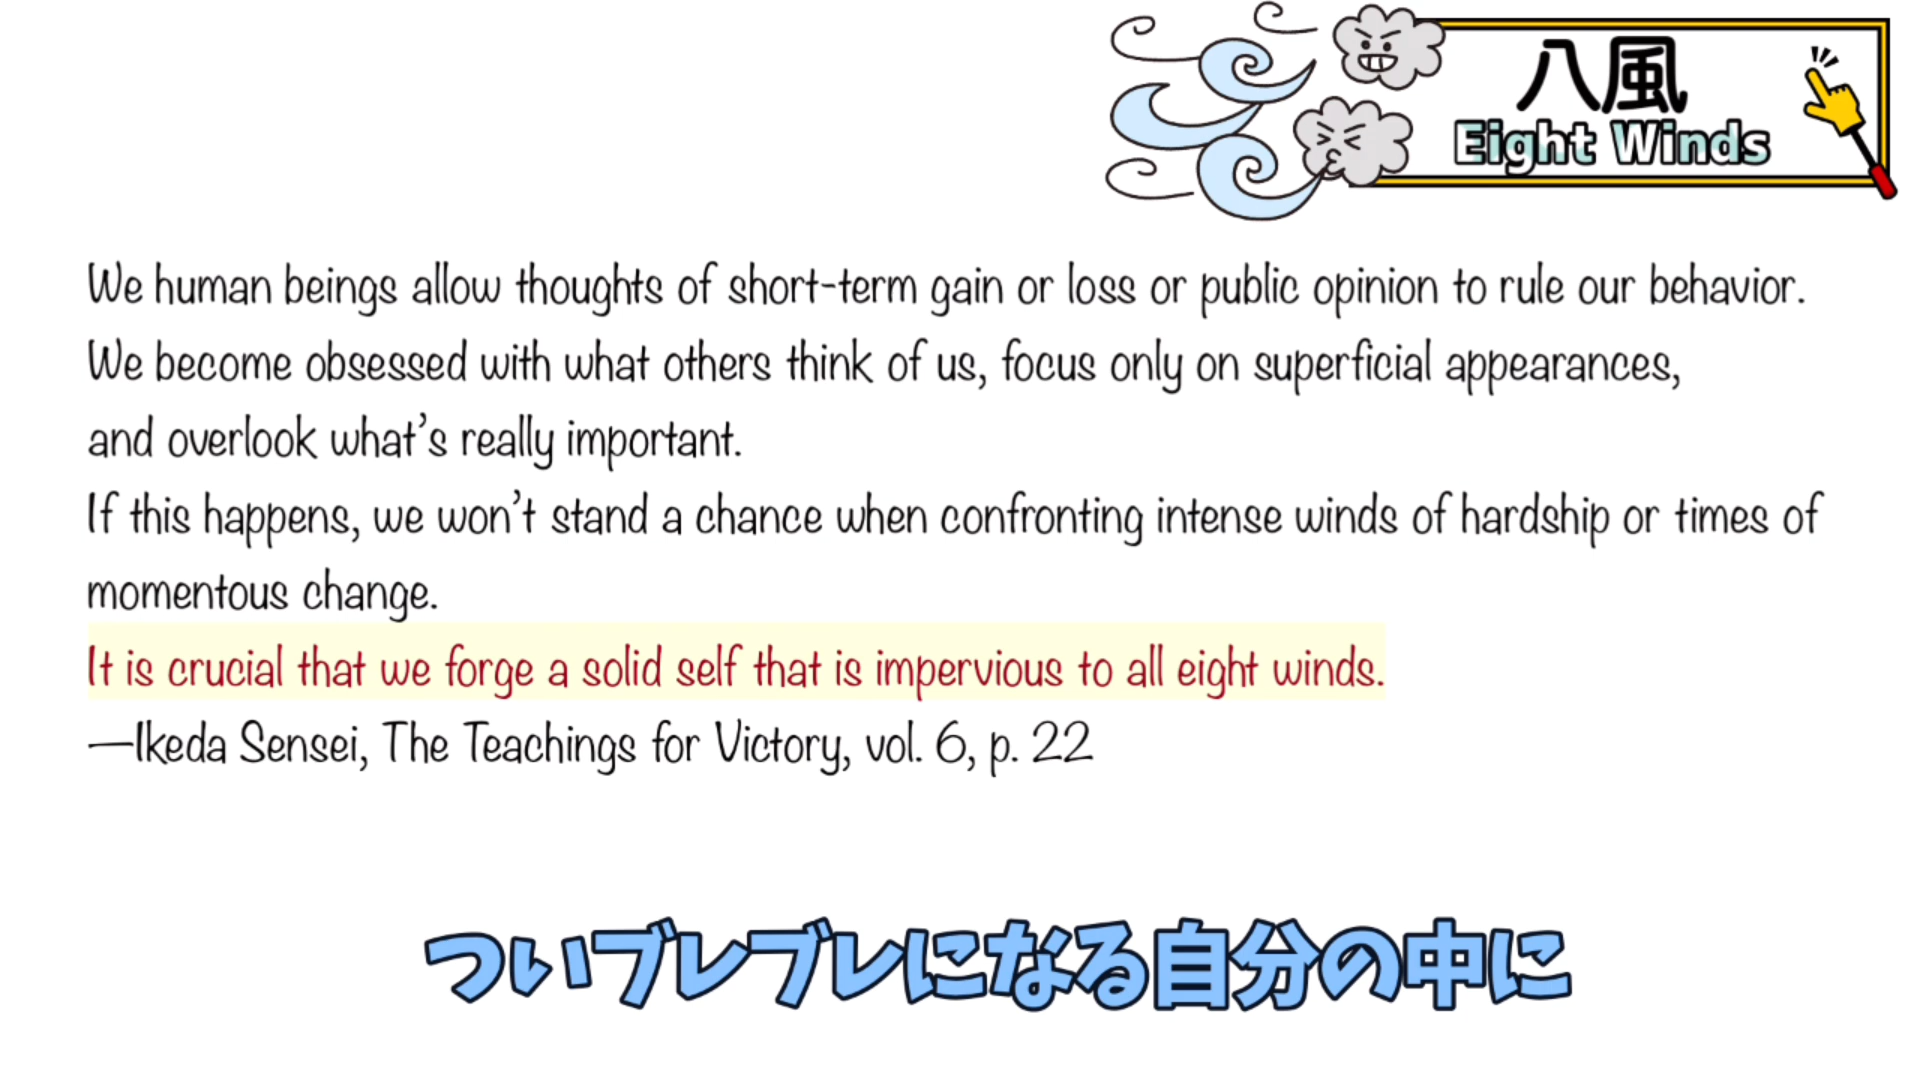 八風
Eight Winds
We human beings allow thoughts of short-term gain or loss or public opinion to rule our behavior.
We become obsessed with what others think of us, focus only on superficial appearances,
and overlook what's really important.
If this happens, we won't stand a chance when confronting intense winds of hardship or times of
momentous change.
It is crucial that we forge a solid self that is impervious to all eight winds.
—Ikeda Sensei, The Teachings for Victory, vol. 6, p. 22
ついブレブレになる自分の中に